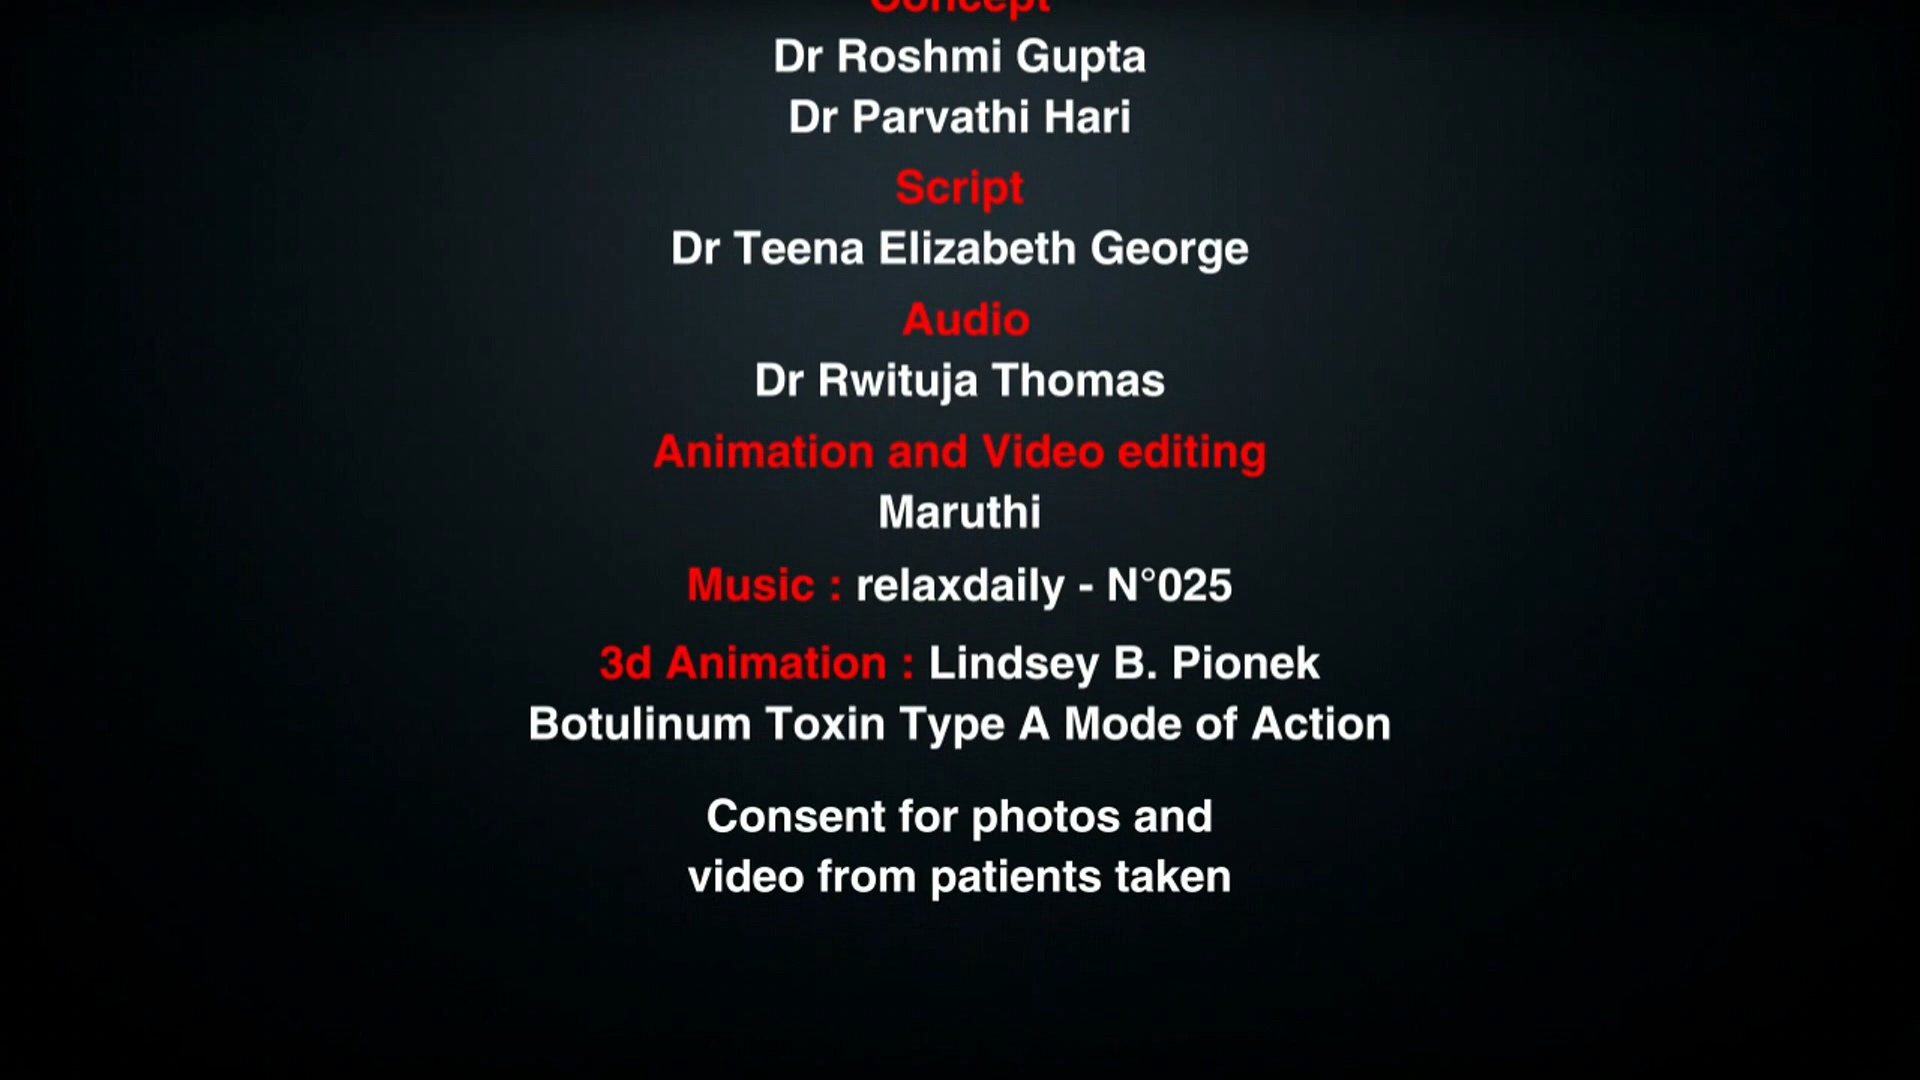 Concept
Dr Roshmi Gupta
Dr Parvathi Hari
Script
Dr Teena Elizabeth George
Audio
Dr Rwituja Thomas
Animation and Video editing
Maruthi
Music : relaxdaily - N°025
3d Animation : Lindsey B. Pionek
Botulinum Toxin Type A Mode of Action
Consent for photos and
video from patients taken